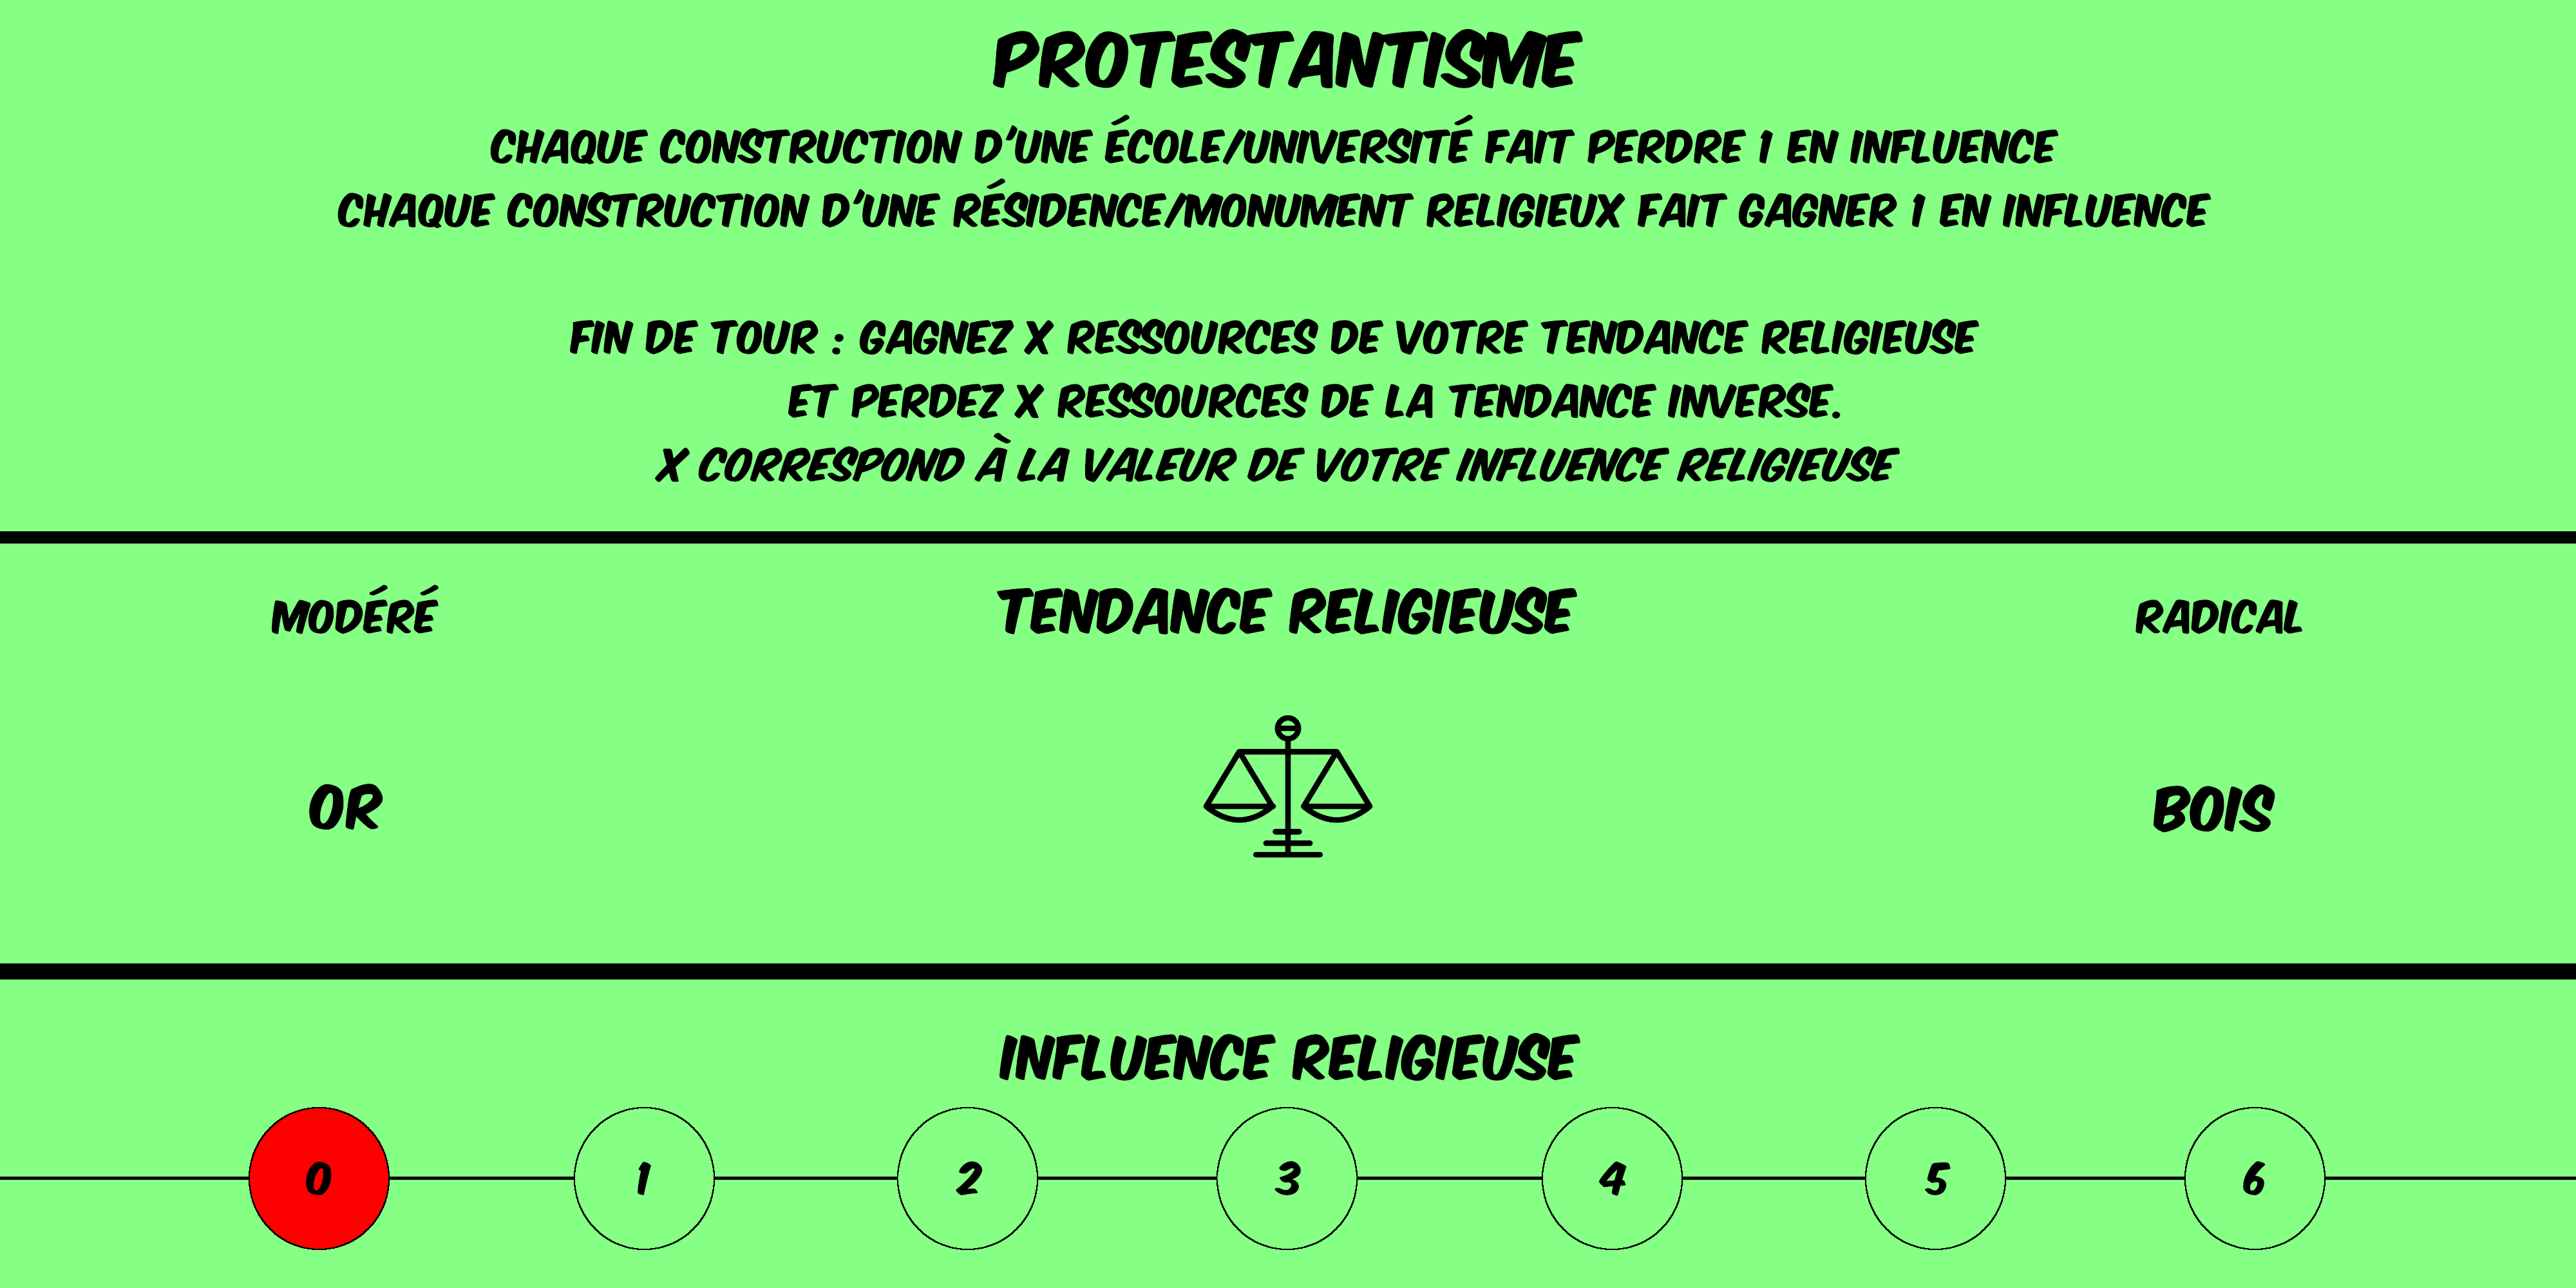 PROTESTANTISME
CHAQUE CONSTRUCTION D'UNE ÉCOLE/UNIVERSITÉ FAIT PERDRE 1 EN INFLUENCE
CHAQUE CONSTRUCTION D'UNE RÉSIDENCE/MONUMENT RELIGIEUX FAIT GAGNER 1 EN INFLUENCE
FIN DE TOUR : GAGNEZ X RESSOURCES DE VOTRE TENDANCE RELIGIEUSE
ET PERDEZ X RESSOURCES DE LA TENDANCE INVERSE.
X CORRESPOND À LA VALEUR DE VOTRE INFLUENCE RELIGIEUSE
MODÉRÉ
TENDANCE RELIGIEUSE
RADICAL
OR
BOIS
INFLUENCE RELIGIEUSE
0 1 2 3 4 5 6